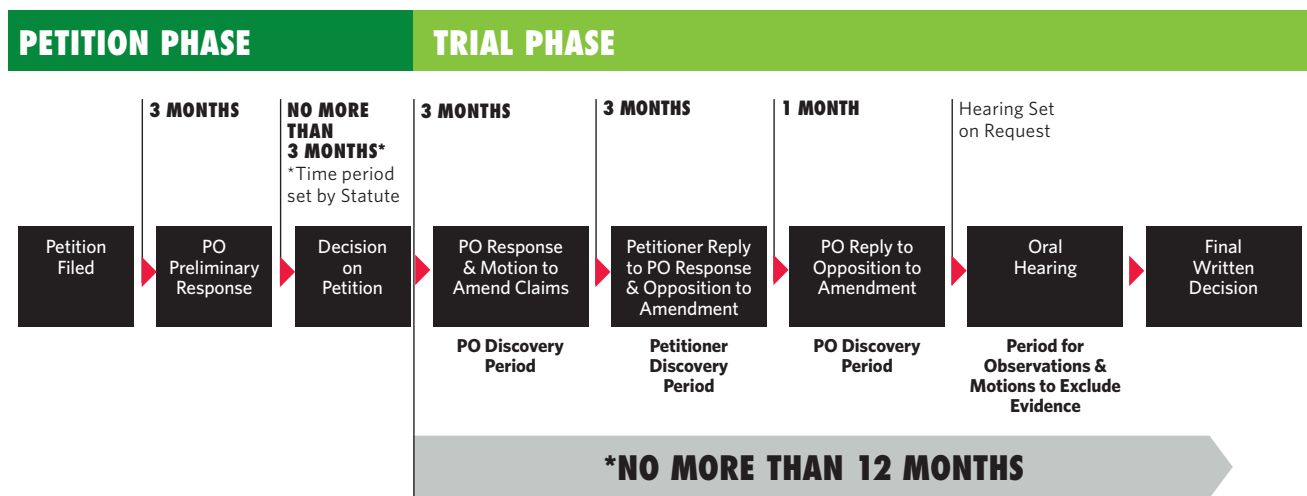 PETITION PHASE
TRIAL PHASE
3 MONTHS
NO MORE
THAN
3 MONTHS*
*Time period
set by Statute
3 MONTHS
3 MONTHS
1 MONTH
Hearing Set
on Request
Petition
Filed
PO
Preliminary
Response
Decision
on
Petition
PO Response
& Motion to
Amend Claims
Petitioner Reply
to PO Response
& Opposition to
Amendment
PO Reply to
Opposition to
Amendment
Oral
Hearing
Final
Written
Decision
PO Discovery
Period
Petitioner
Discovery
Period
PO Discovery
Period
Period for
Observations &
Motions to Exclude
Evidence
*NO MORE THAN 12 MONTHS